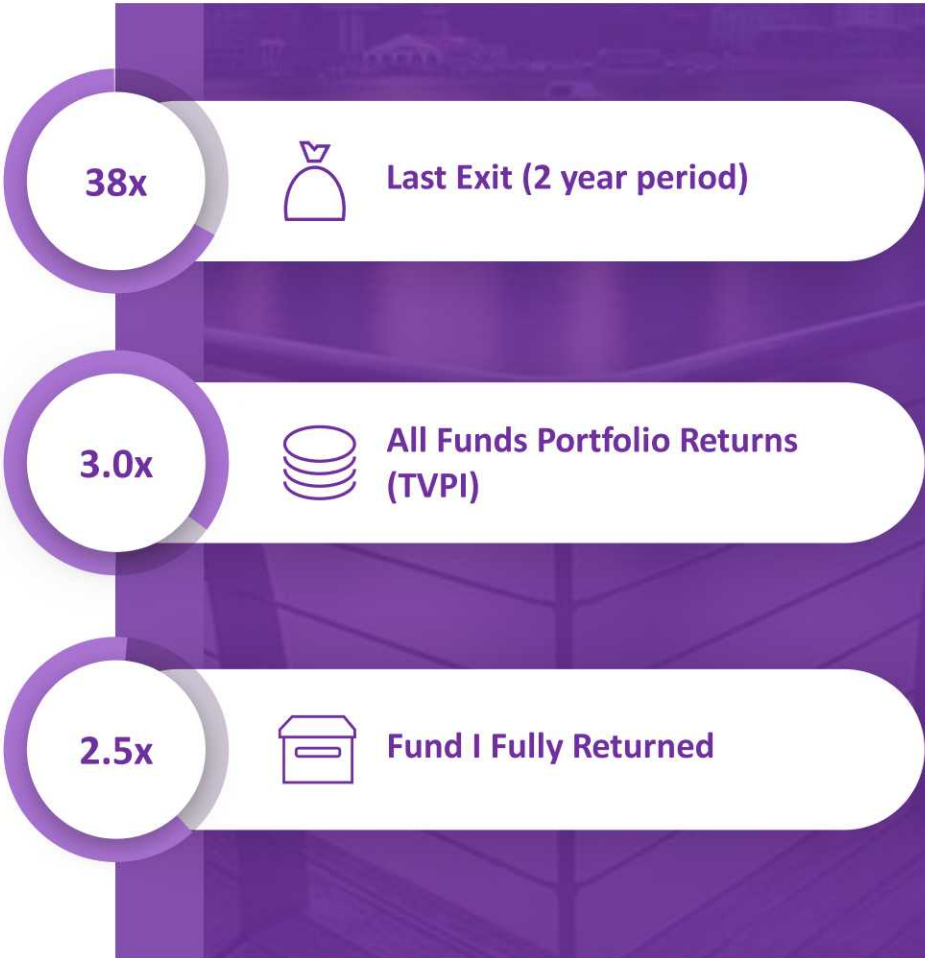 38x
Last Exit (2 year period)
3.0x
All Funds Portfolio Returns
(TVPI)
2.5x
Fund I Fully Returned